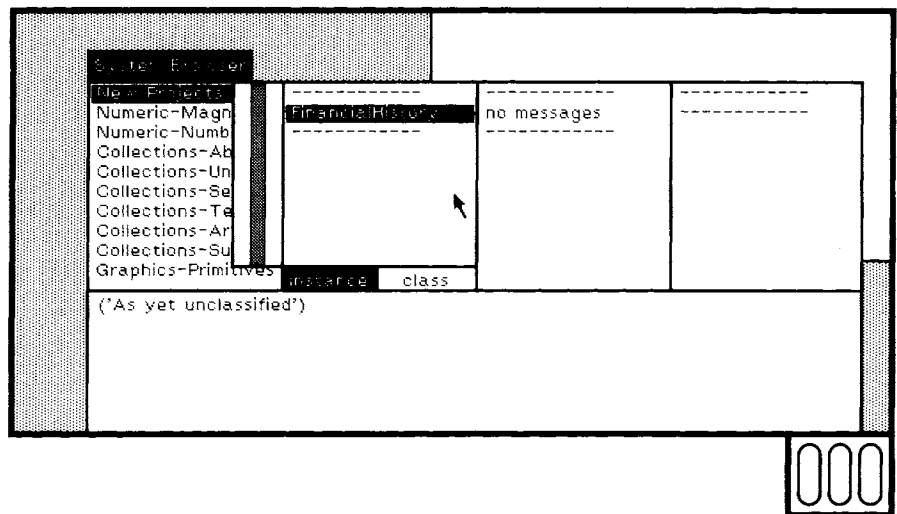 System Browser
New Projects
Numeric-Magn
Numeric-Numb
Collections-Ab
Collections-Un
Collections-Se
Collections-Te
Collections-Ar
Collections-Su
Graphics-Primitives
------------
FinancialHistory
------------
instance class
------------
no messages
------------
------------
------------
('As yet unclassified')